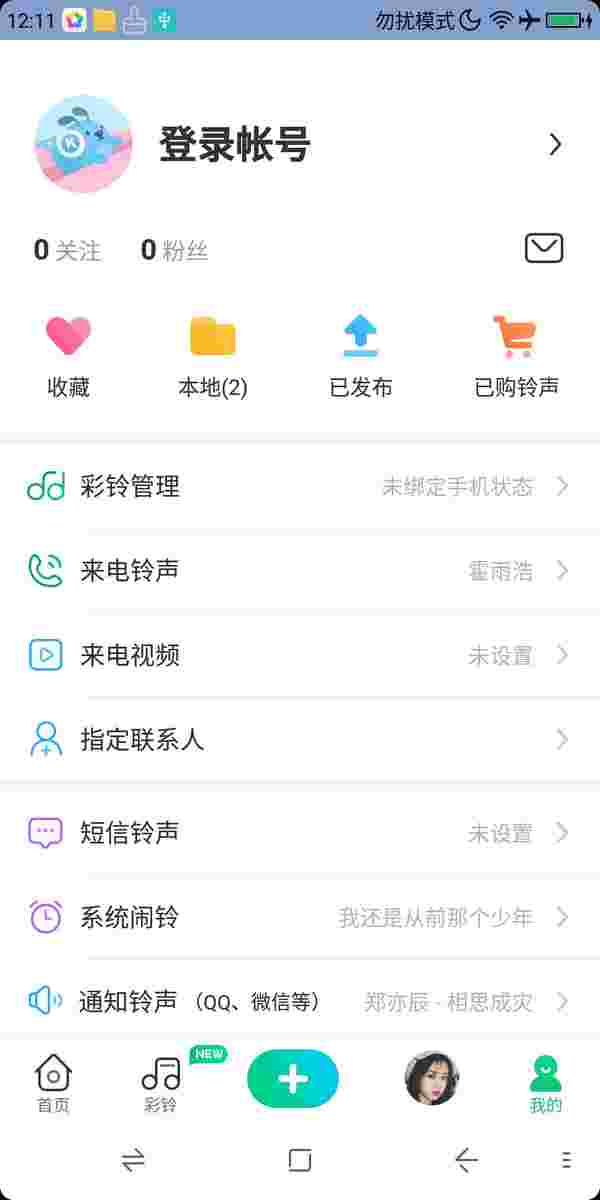 12:11 勿扰模式
登录帐号
0 关注 0 粉丝
收藏 本地(2) 已发布 已购铃声
彩铃管理 未绑定手机状态
来电铃声 霍雨浩
来电视频 未设置
指定联系人
短信铃声 未设置
系统闹铃 我还是从前那个少年
通知铃声（QQ、微信等） 郑亦辰 - 相思成灾
NEW
首页 彩铃 我的